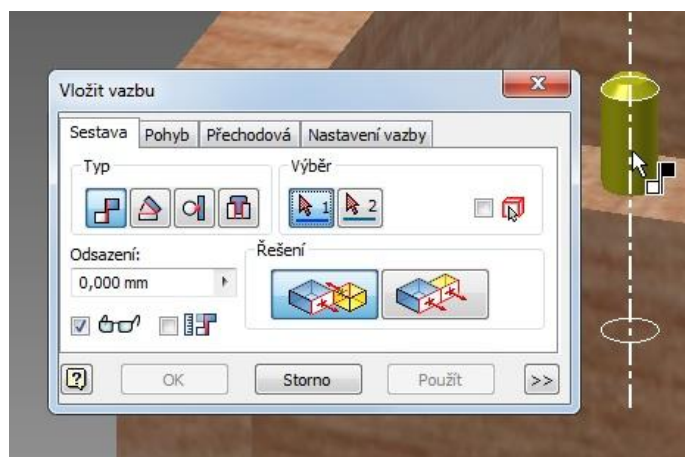 Vložit vazbu
Sestava Pohyb Přechodová Nastavení vazby
Typ Výběr
1 2
Odsazení: Řešení
0,000 mm
OK Storno Použít >>